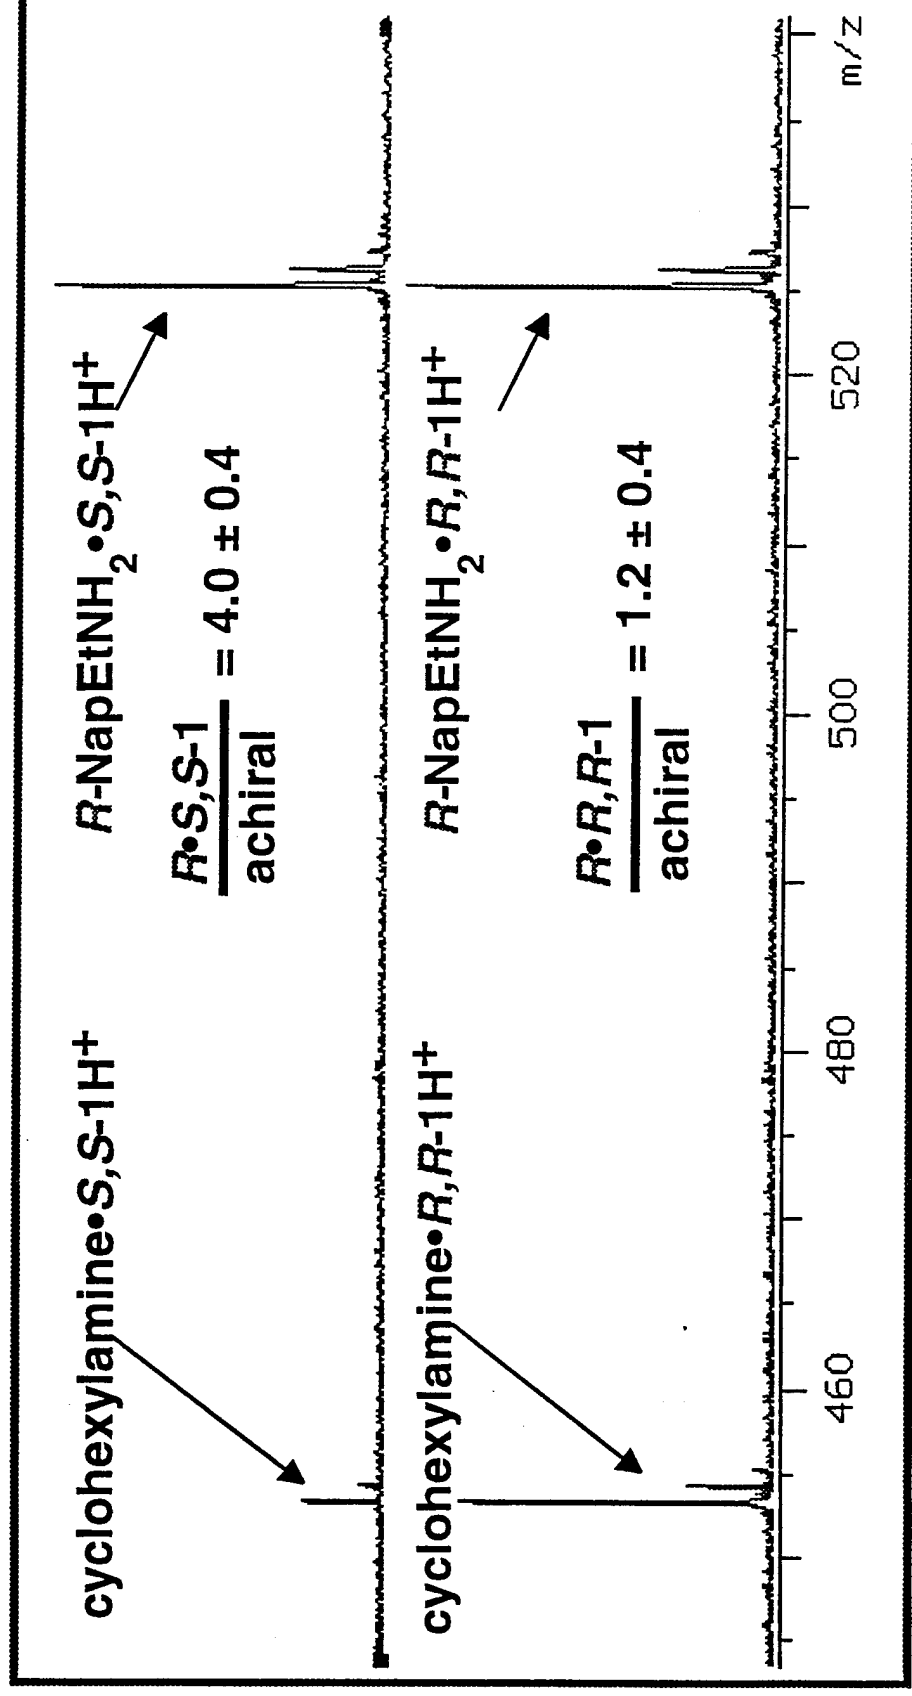 cyclohexylamine•S,S-1H+
R-NapEtNH2•S,S-1H+
R•S,S-1
achiral
= 4.0 ± 0.4
cyclohexylamine•R,R-1H+
R-NapEtNH2•R,R-1H+
R•R,R-1
achiral
= 1.2 ± 0.4
460 480 500 520 m/z